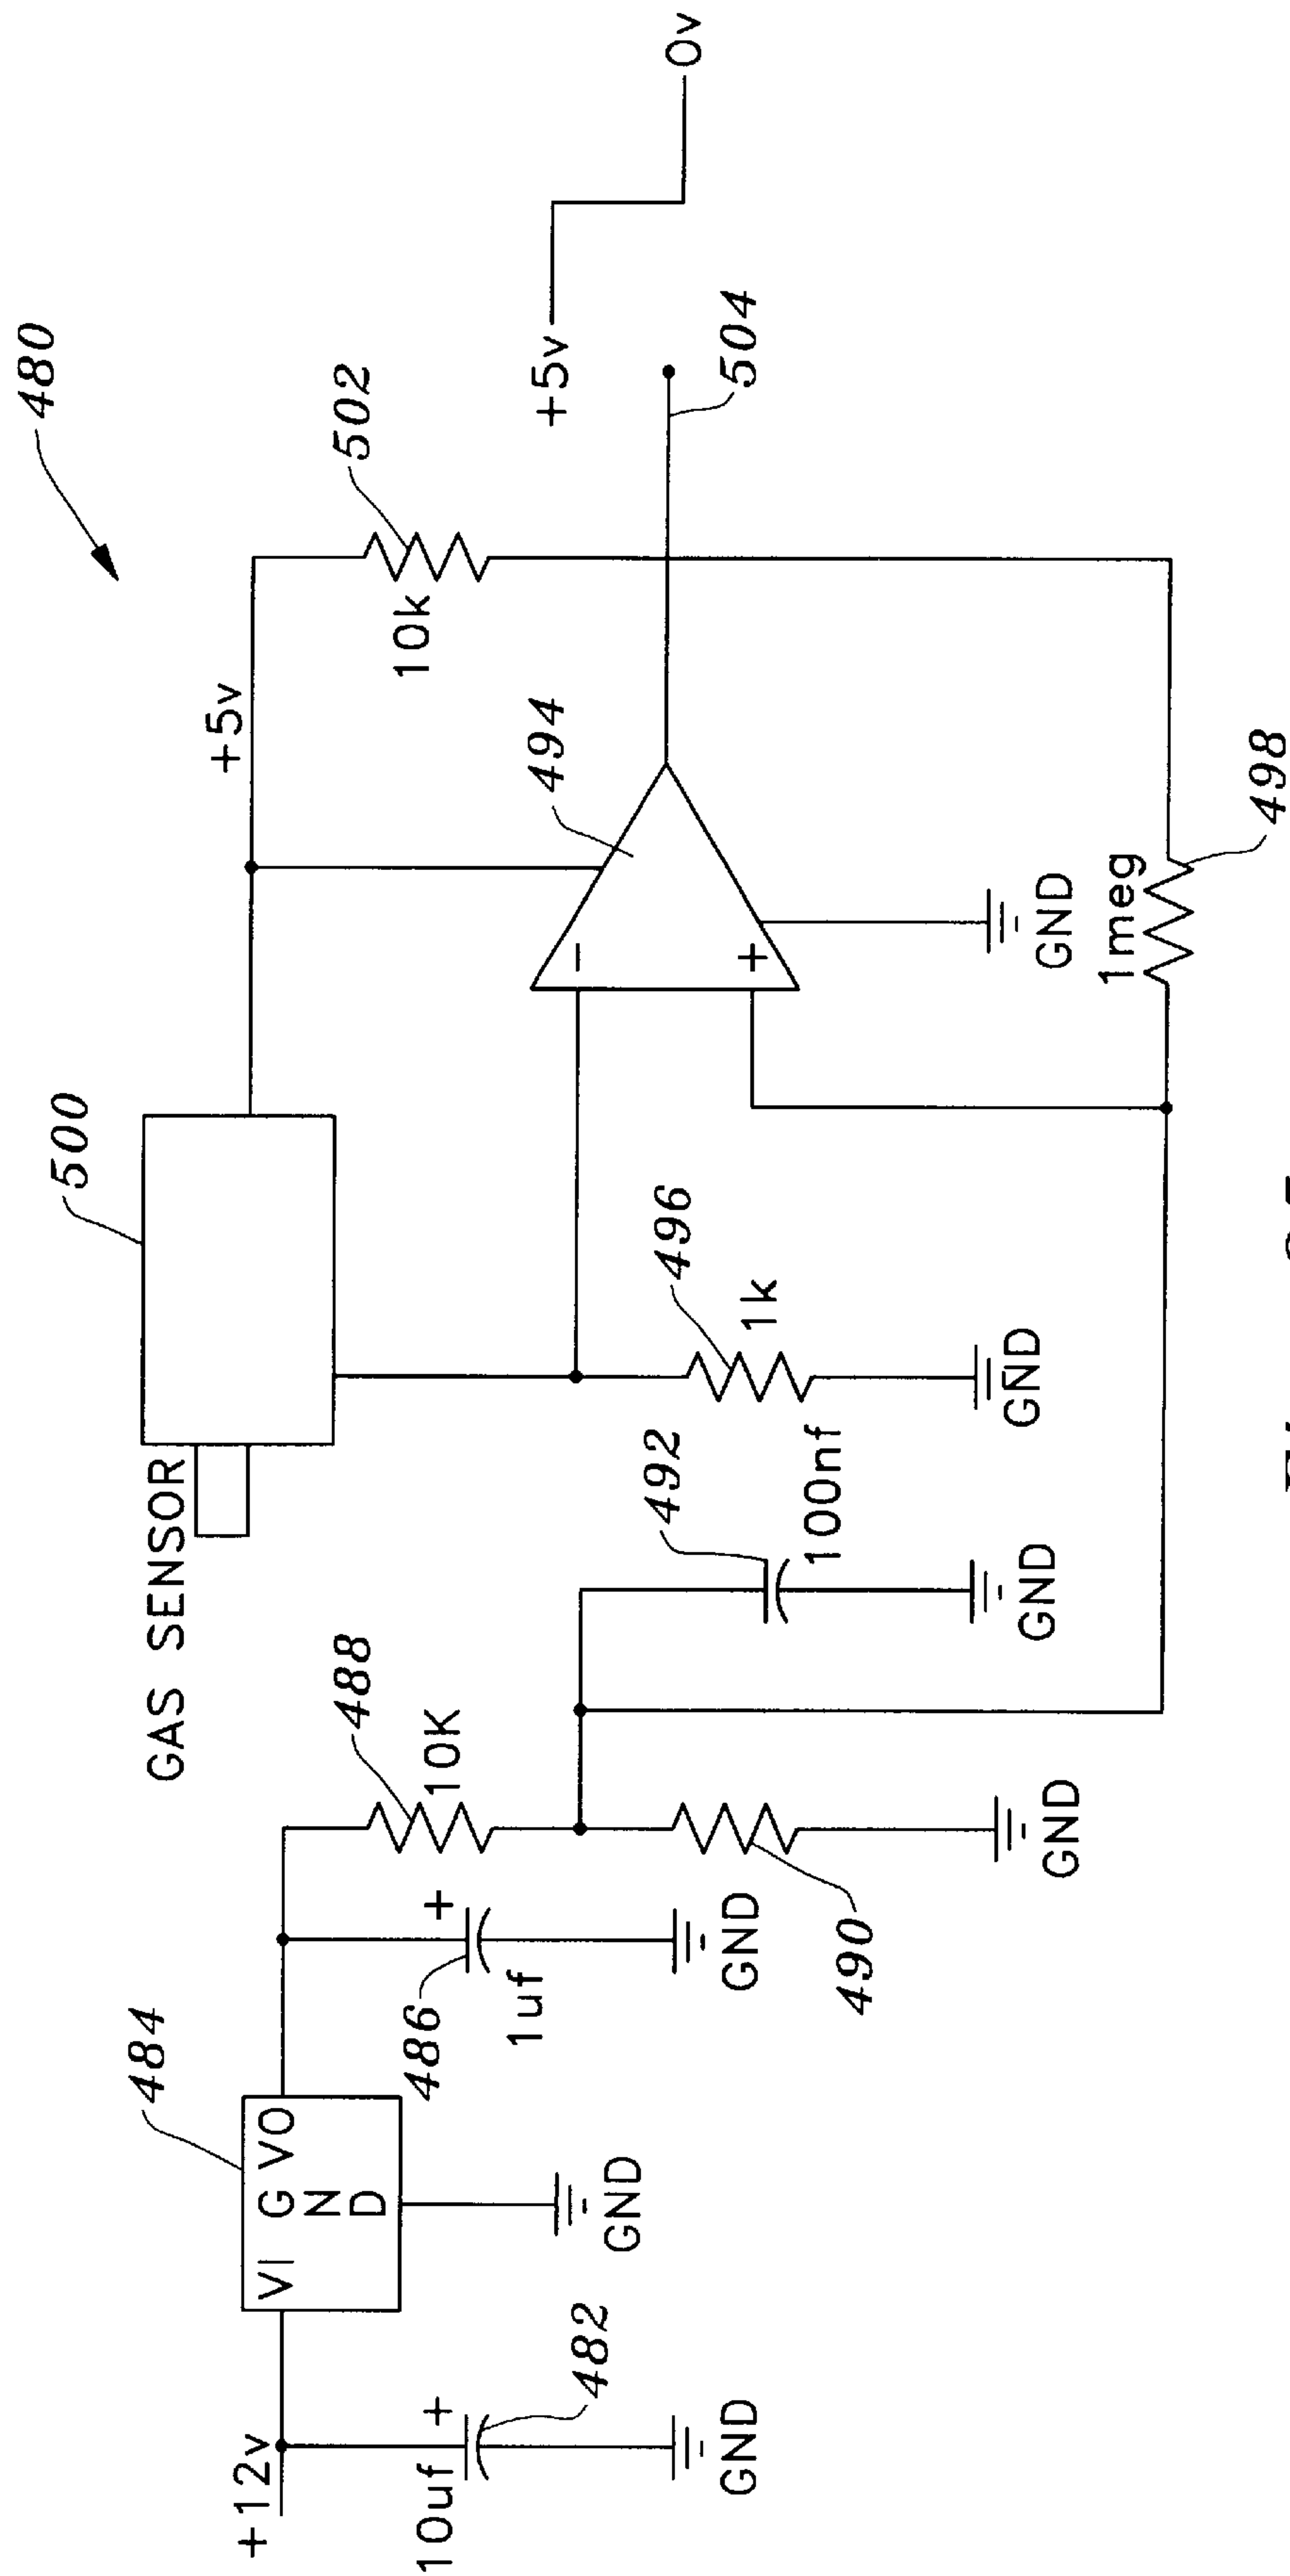 480
+12v
10uf
+
482
GND
484
VI
G
N
D
VO
GND
486
+
1uf
GND
488
10K
490
GND
492
100nf
GND
GAS SENSOR
500
496
1k
GND
+5v
494
-
+
GND
1meg
498
502
10k
504
+5v
0v